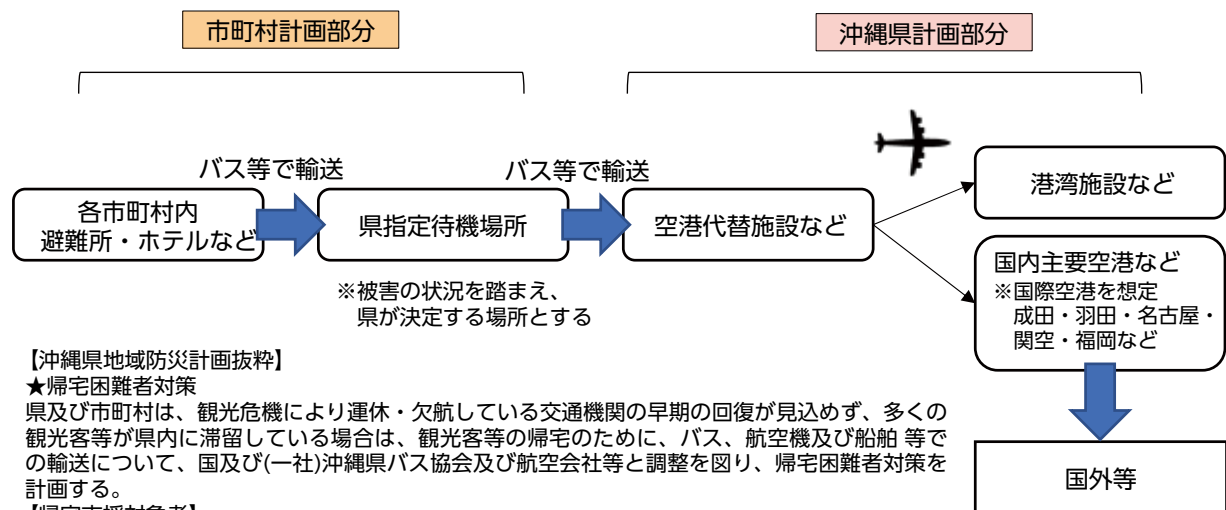 市町村計画部分
沖縄県計画部分
バス等で輸送
バス等で輸送
各市町村内
避難所・ホテルなど
県指定待機場所
空港代替施設など
港湾施設など
国内主要空港など
※国際空港を想定
成田・羽田・名古屋・
関空・福岡など
※被害の状況を踏まえ、
県が決定する場所とする
国外等
【沖縄県地域防災計画抜粋】
★帰宅困難者対策
県及び市町村は、観光危機により運休・欠航している交通機関の早期の回復が見込めず、多くの
観光客等が県内に滞留している場合は、観光客等の帰宅のために、バス、航空機及び船舶 等で
の輸送について、国及び(一社)沖縄県バス協会及び航空会社等と調整を図り、帰宅困難者対策を
計画する。
【帰宅支援対象者】